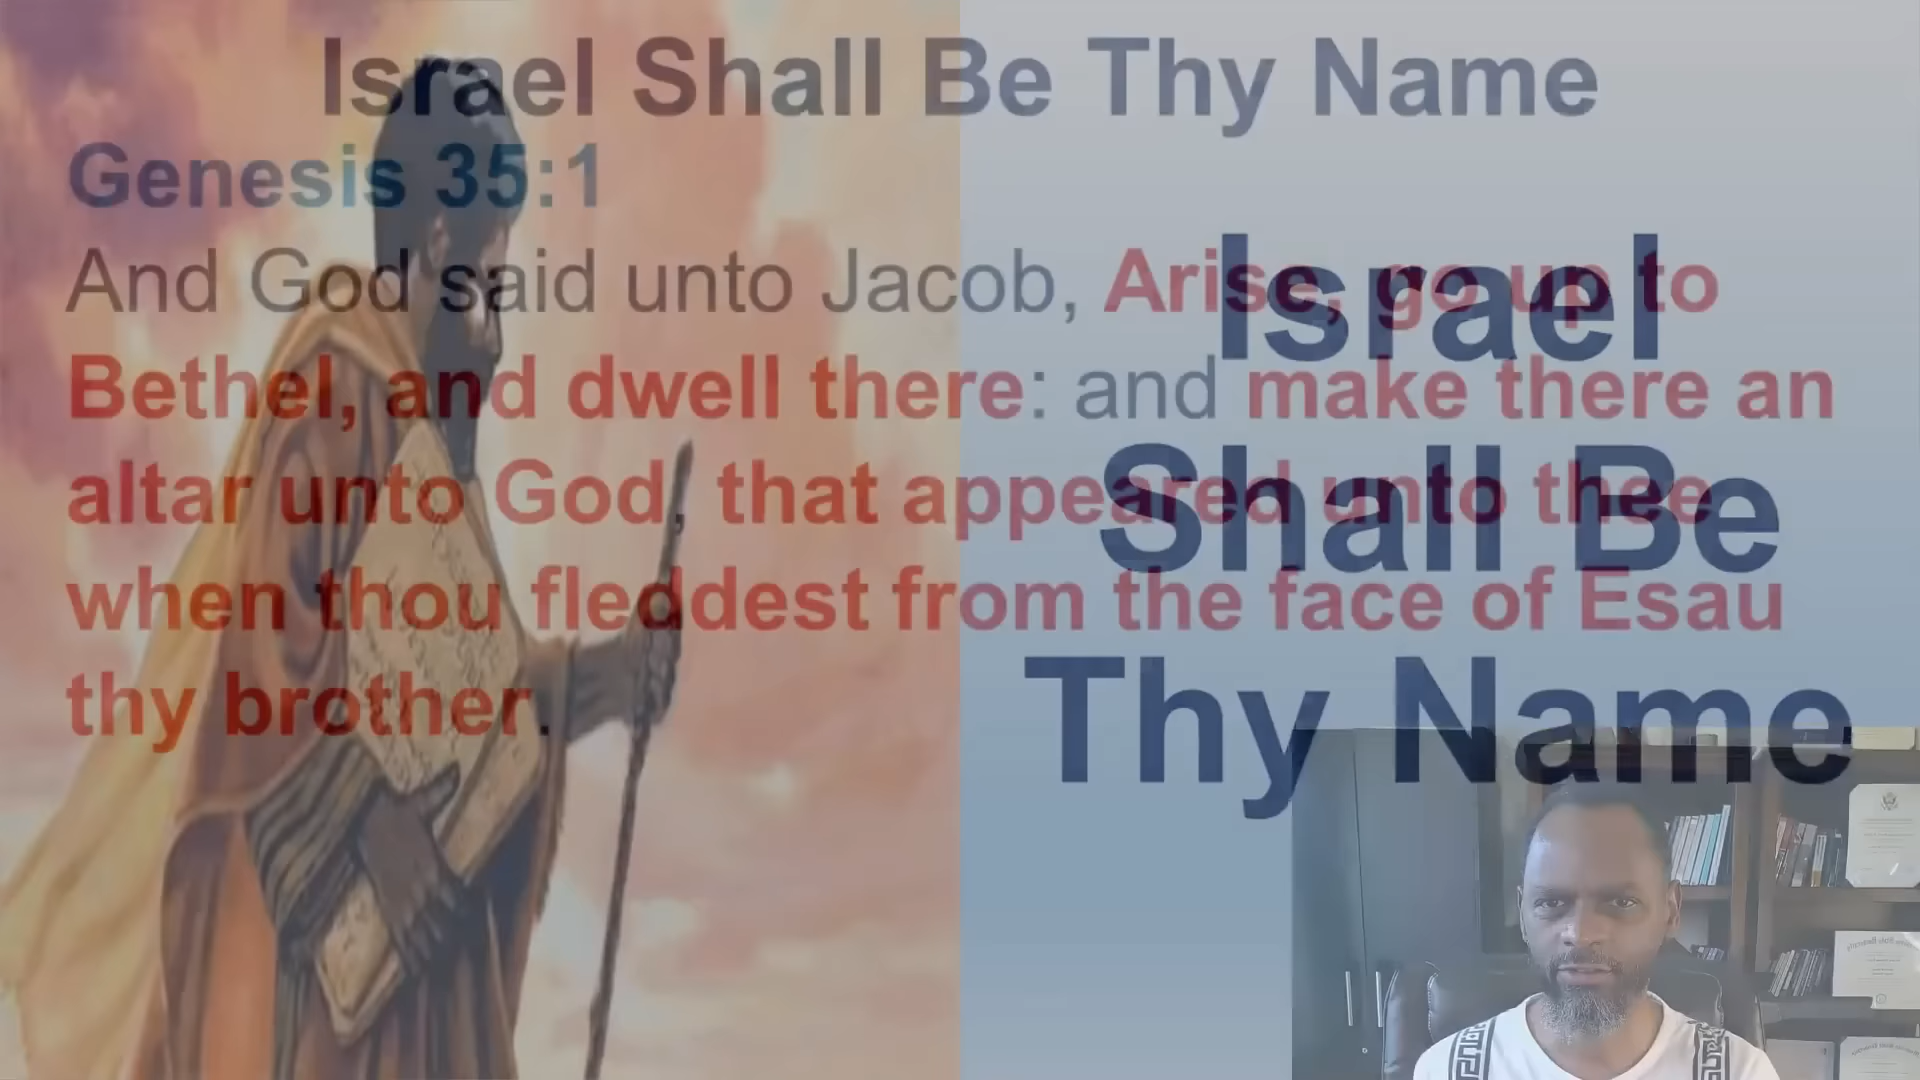 Israel Shall Be Thy Name
Genesis 35:1
And God said unto Jacob, Arise, go up to
Bethel, and dwell there: and make there an
altar unto God, that appeared unto thee
when thou fleddest from the face of Esau
thy brother.
Israel
Shall Be
Thy Name